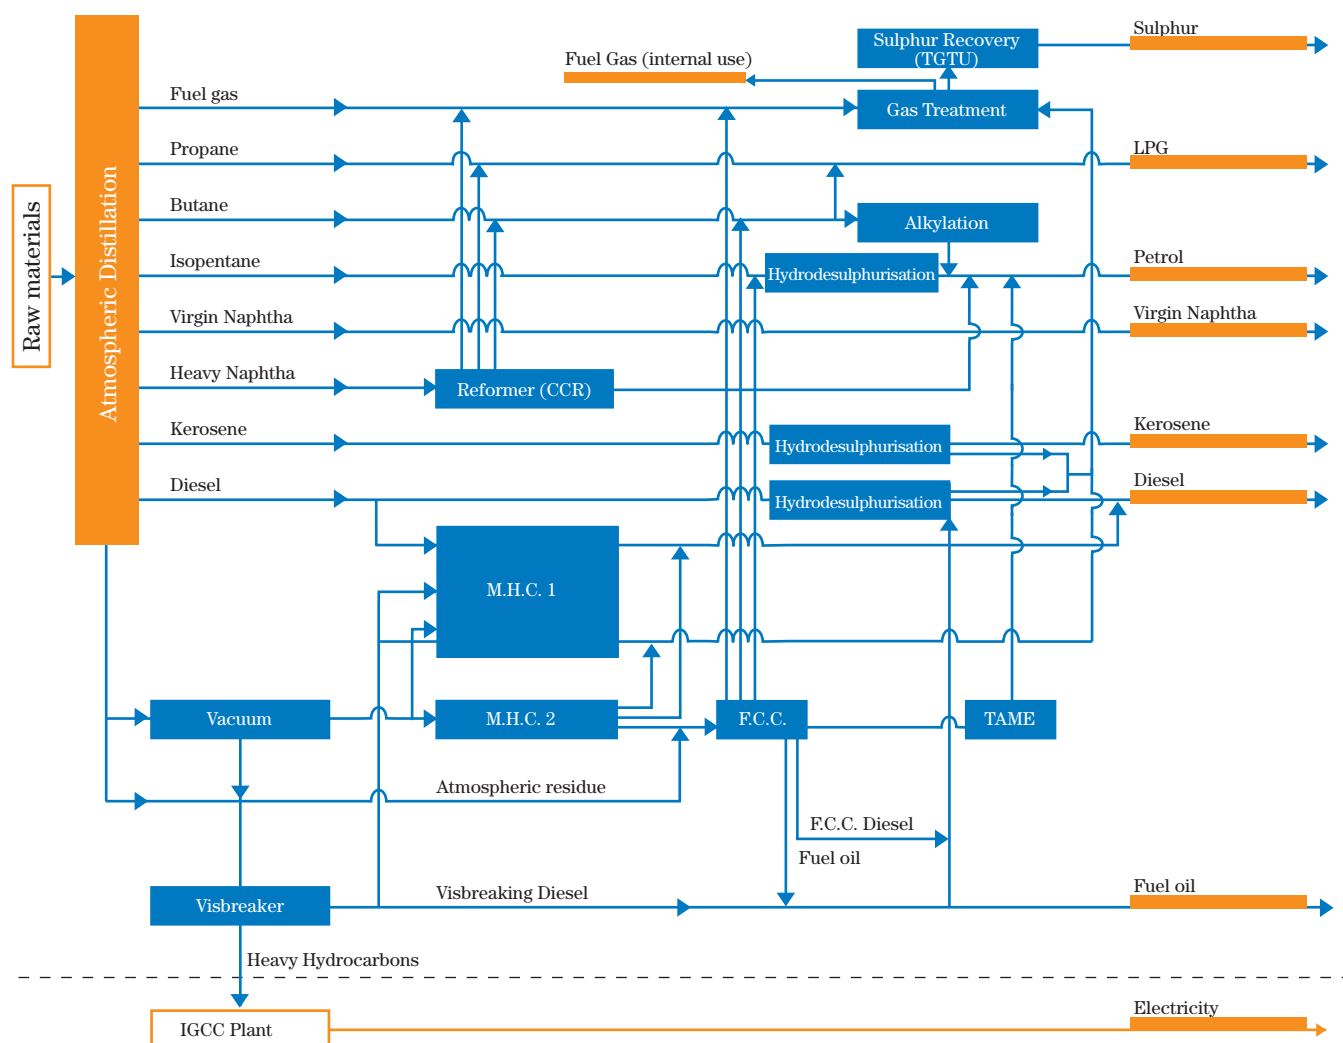 Sulphur
Sulphur Recovery
(TGTU)
Fuel Gas (internal use)
Fuel gas
Gas Treatment
Propane
LPG
Butane
Alkylation
Isopentane
Hydrodesulphurisation
Petrol
Virgin Naphtha
Virgin Naphtha
Raw materials
Atmospheric Distillation
Heavy Naphtha
Reformer (CCR)
Kerosene
Hydrodesulphurisation
Kerosene
Diesel
Hydrodesulphurisation
Diesel
M.H.C. 1
Vacuum
M.H.C. 2
F.C.C.
TAME
Atmospheric residue
F.C.C. Diesel
Fuel oil
Visbreaker
Visbreaking Diesel
Fuel oil
Heavy Hydrocarbons
IGCC Plant
Electricity